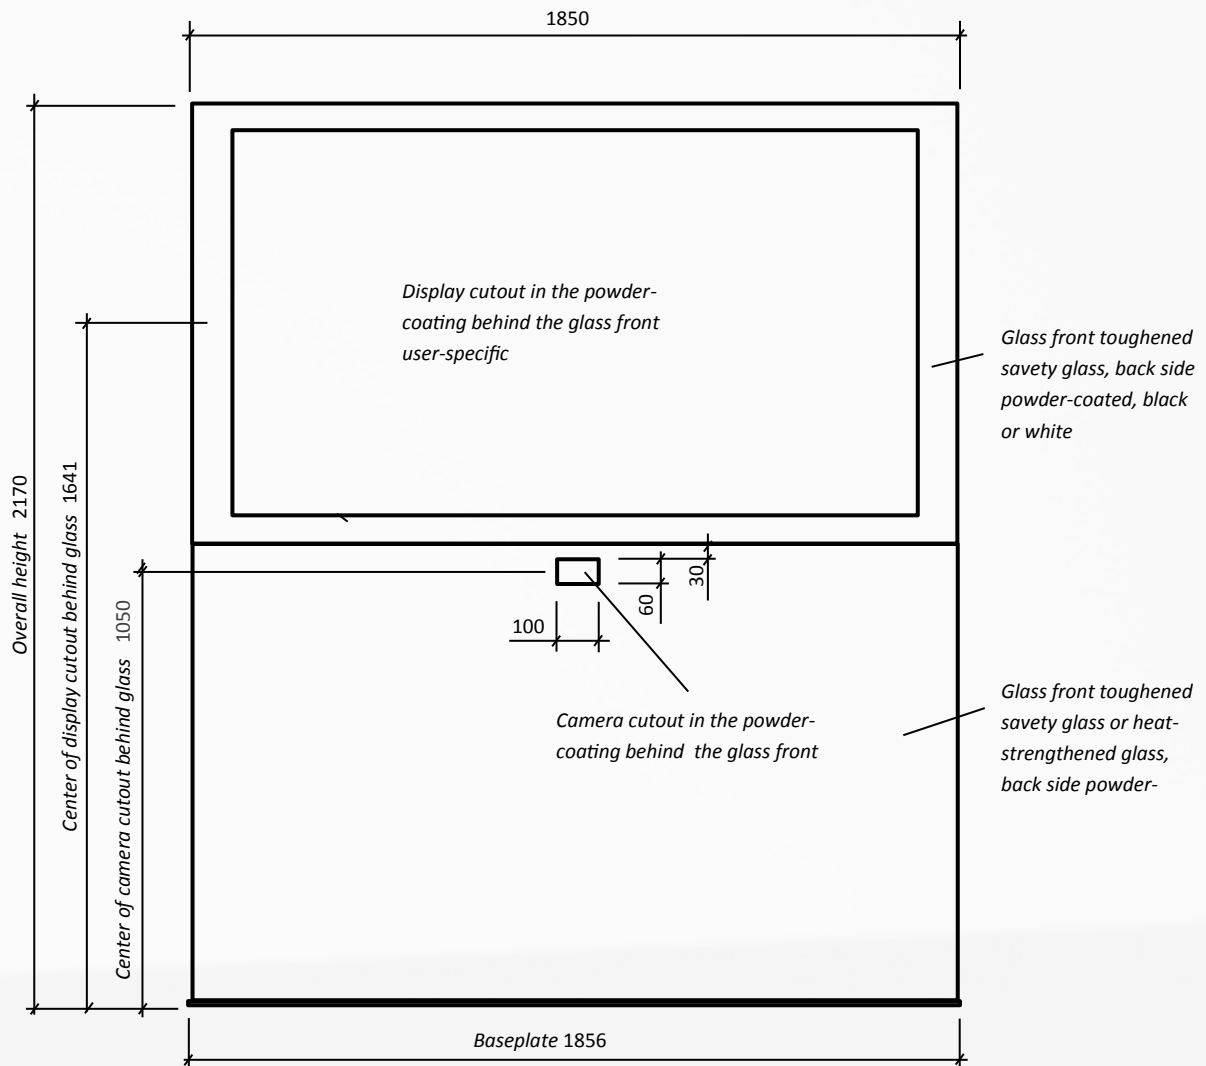 1850
Display cutout in the powder-
coating behind the glass front
user-specific
Glass front toughened
savety glass, back side
powder-coated, black
or white
Overall height 2170
Center of display cutout behind glass 1641
Center of camera cutout behind glass 1050
30
60
100
Camera cutout in the powder-
coating behind the glass front
Glass front toughened
savety glass or heat-
strengthened glass,
back side powder-
Baseplate 1856